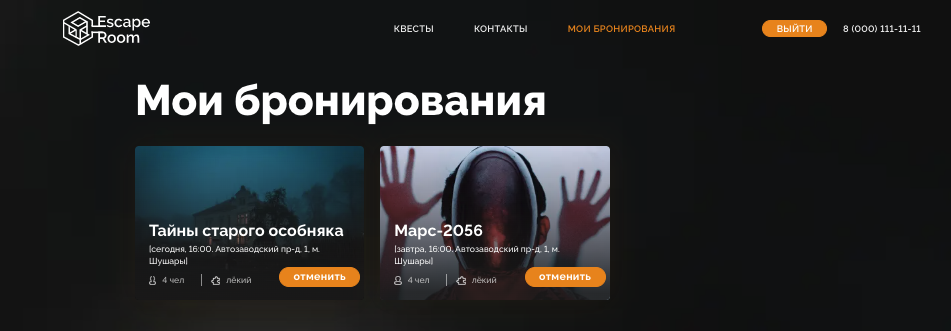 Escape
Room
КВЕСТЫ
КОНТАКТЫ
МОИ БРОНИРОВАНИЯ
ВЫЙТИ
8 (000) 111-11-11
Мои бронирования
Тайны старого особняка
[сегодня, 16:00. Автозаводский пр-д, 1, м.
Шушары]
4 чел
лёкий
отменить
Марс-2056
[завтра, 16:00. Автозаводский пр-д, 1, м.
Шушары]
4 чел
лёкий
отменить